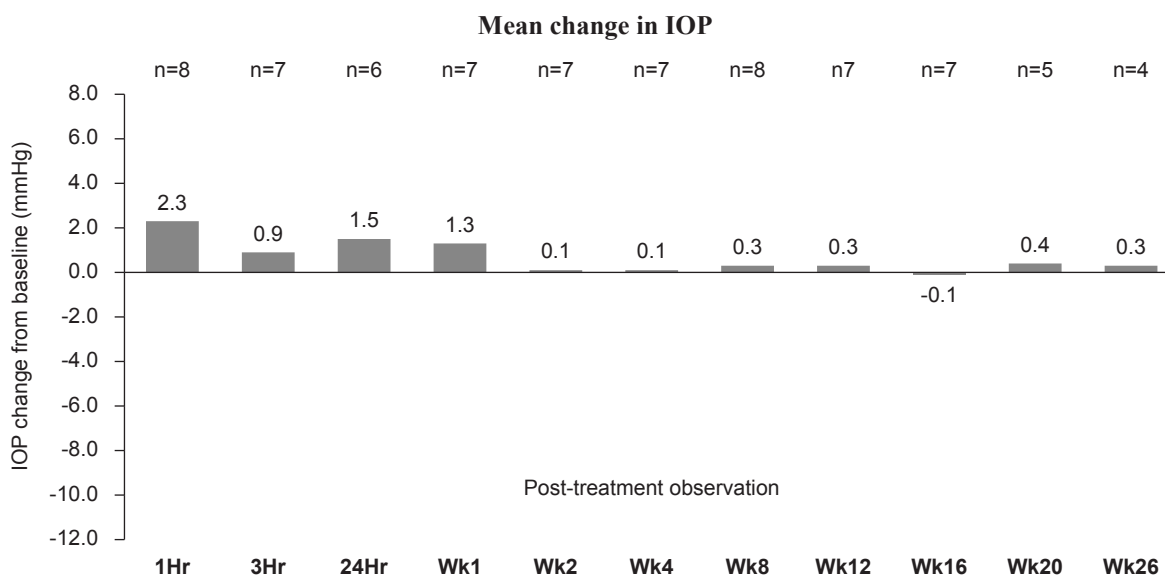 Mean change in IOP
n=8 n=7 n=6 n=7 n=7 n=7 n=8 n7 n=7 n=5 n=4
8.0
6.0
4.0
2.0
0.0
-2.0
-4.0
-6.0
-8.0
-10.0
-12.0
IOP change from baseline (mmHg)
2.3 0.9 1.5 1.3 0.1 0.1 0.3 0.3 -0.1 0.4 0.3
Post-treatment observation
1Hr 3Hr 24Hr Wk1 Wk2 Wk4 Wk8 Wk12 Wk16 Wk20 Wk26